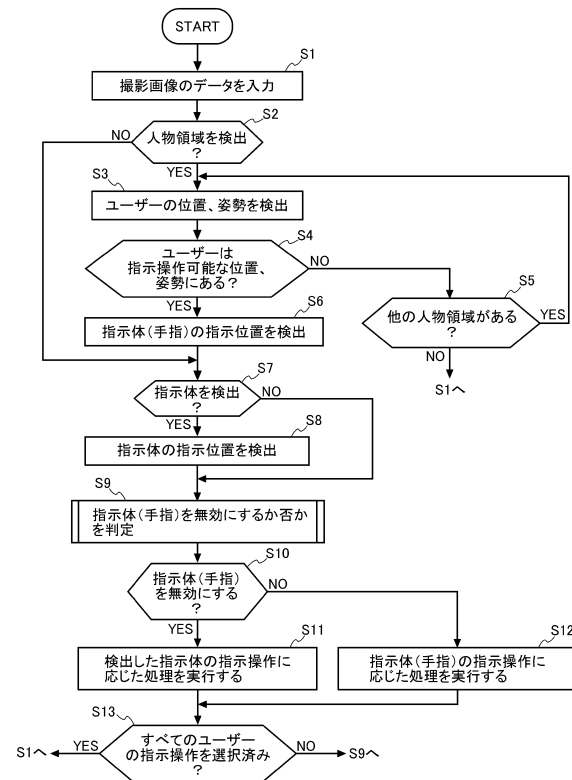 START
S1
撮影画像のデータを入力
S2
人物領域を検出
?
NO
YES
S3
ユーザーの位置、姿勢を検出
S4
ユーザーは
指示操作可能な位置、
姿勢にある?
NO
YES
S5
他の人物領域がある
?
YES
NO
S1へ
S6
指示体(手指)の指示位置を検出
S7
指示体を検出
?
NO
YES
S8
指示体の指示位置を検出
S9
指示体(手指)を無効にするか否か
を判定
S10
指示体(手指)
を無効にする
?
NO
YES
S11
検出した指示体の指示操作に
応じた処理を実行する
S12
指示体(手指)の指示操作に
応じた処理を実行する
S13
すべてのユーザー
の指示操作を選択済み
?
S1へ
YES
NO
S9へ